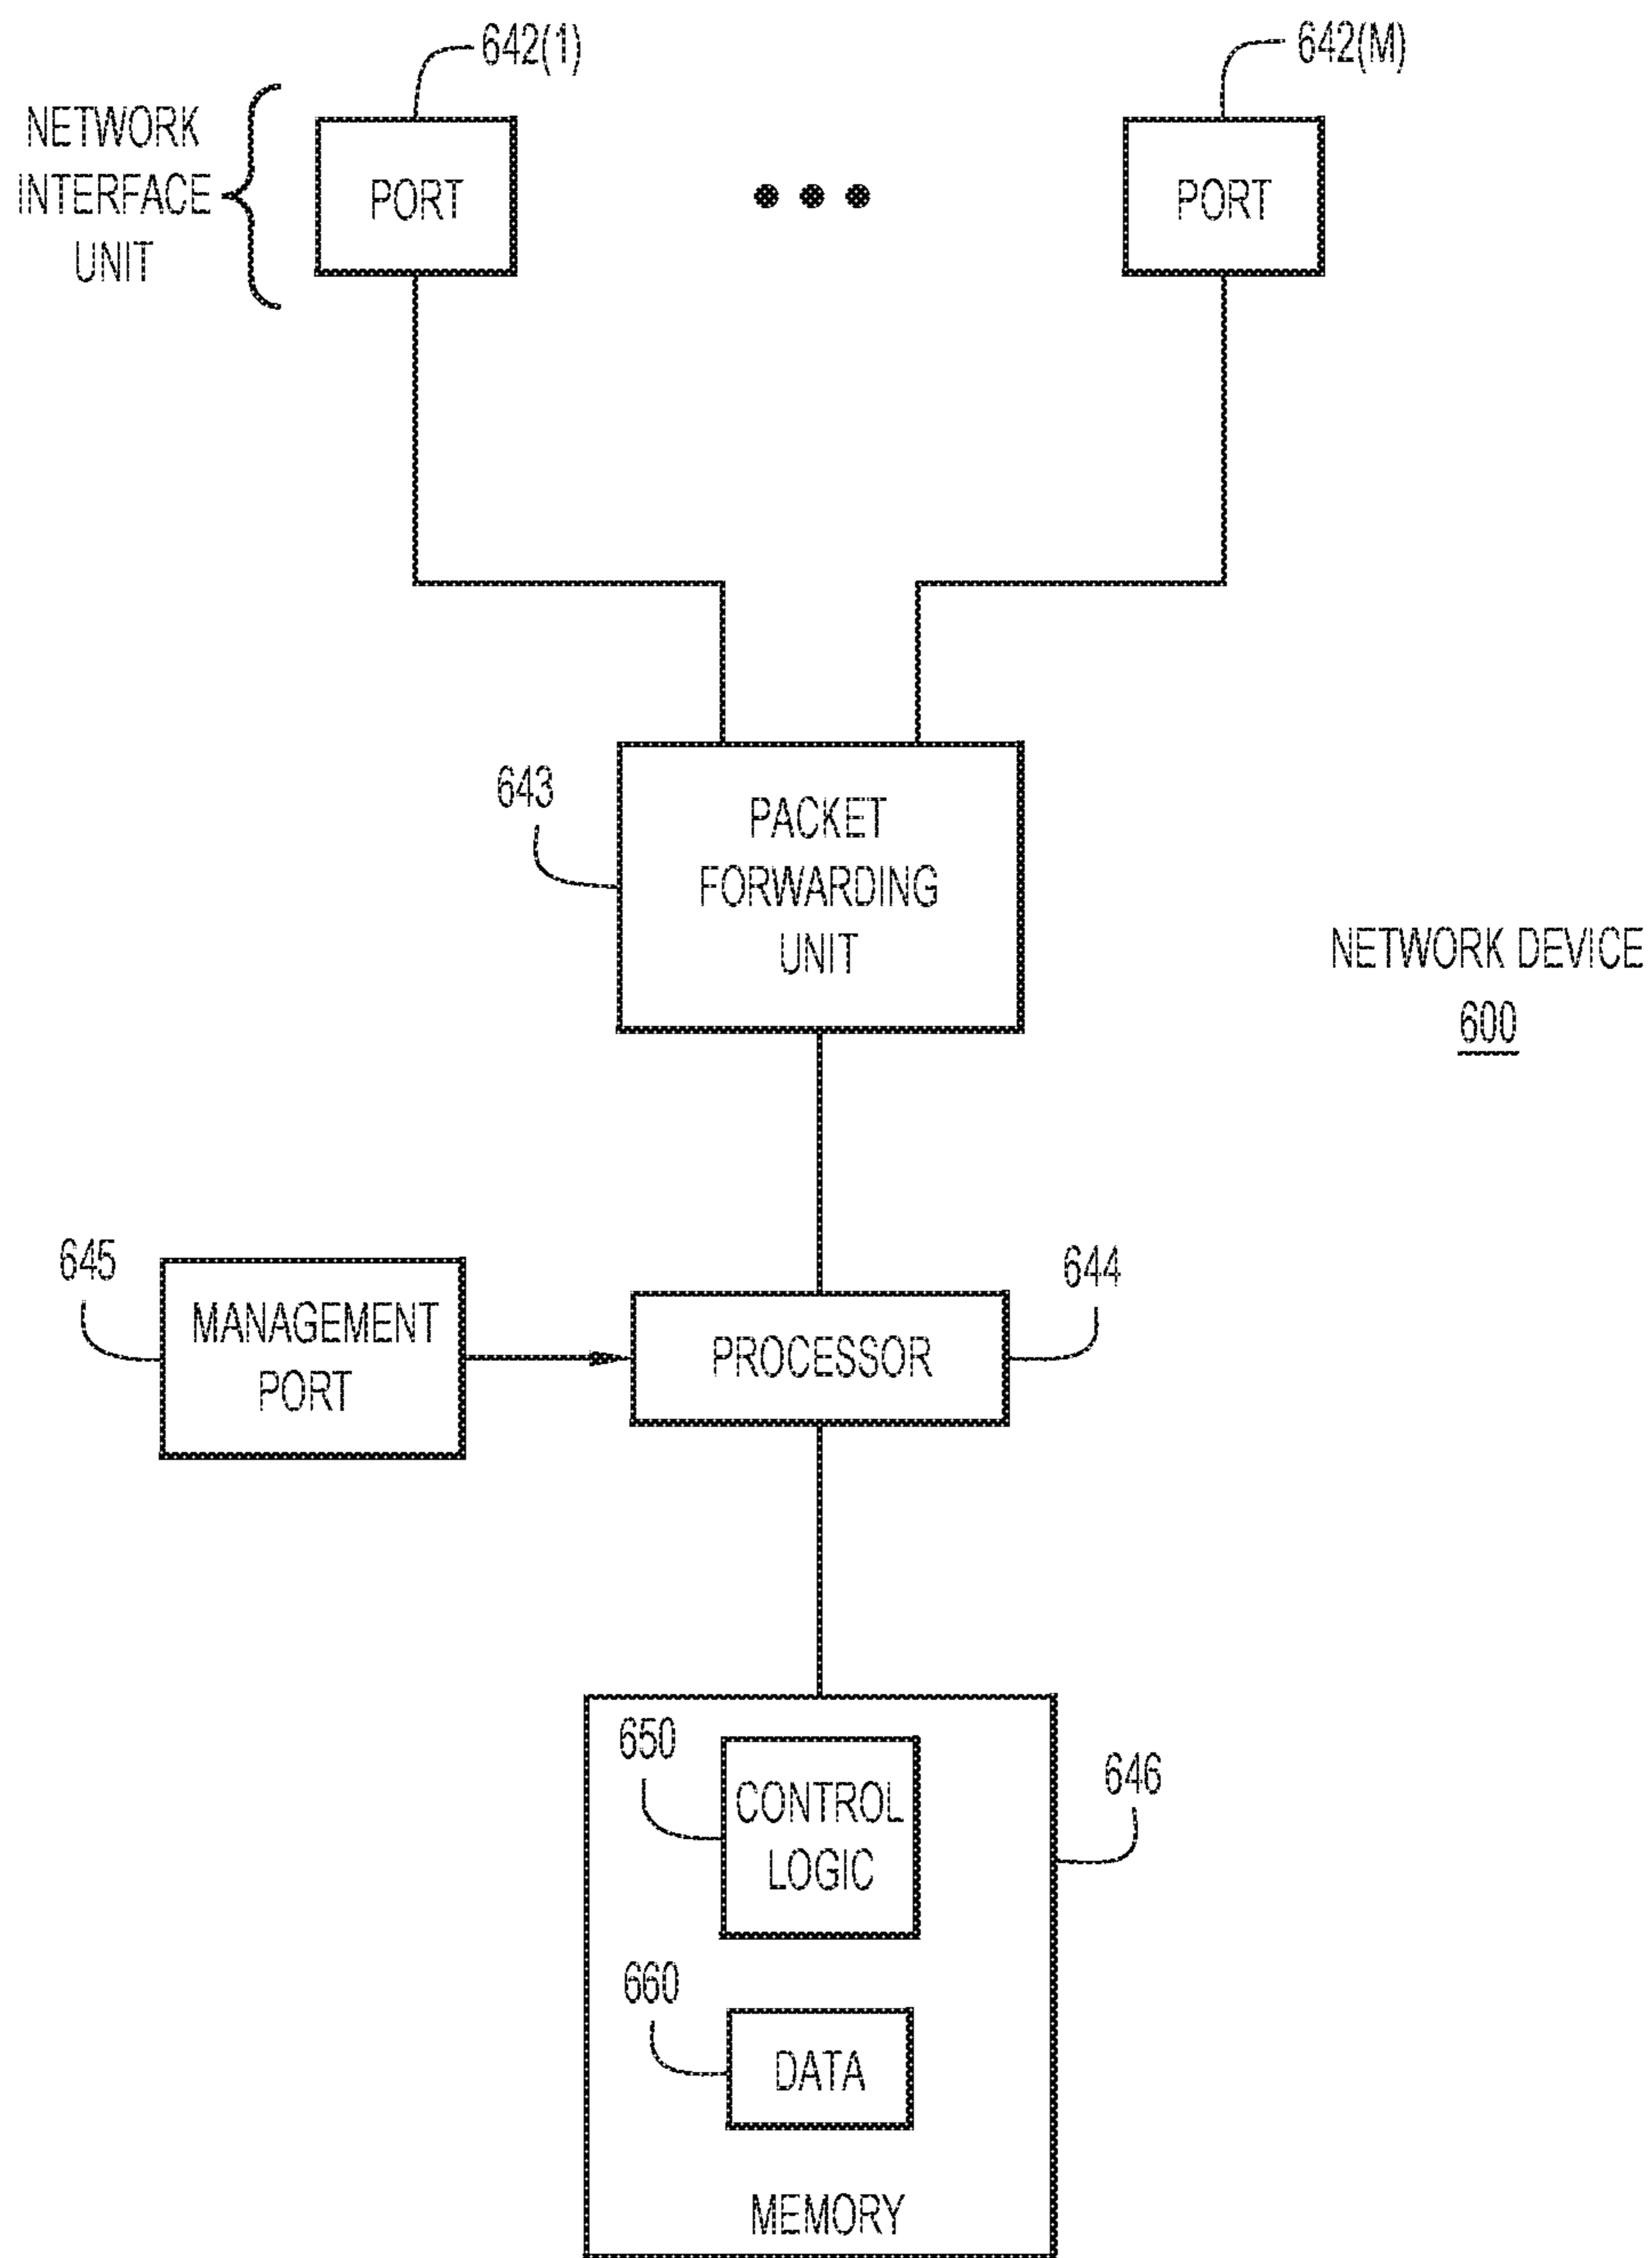 642(1)
642(M)
NETWORK
INTERFACE
UNIT
PORT
PORT
643
PACKET
FORWARDING
UNIT
NETWORK DEVICE
600
645
MANAGEMENT
PORT
644
PROCESSOR
650
CONTROL
LOGIC
646
660
DATA
MEMORY